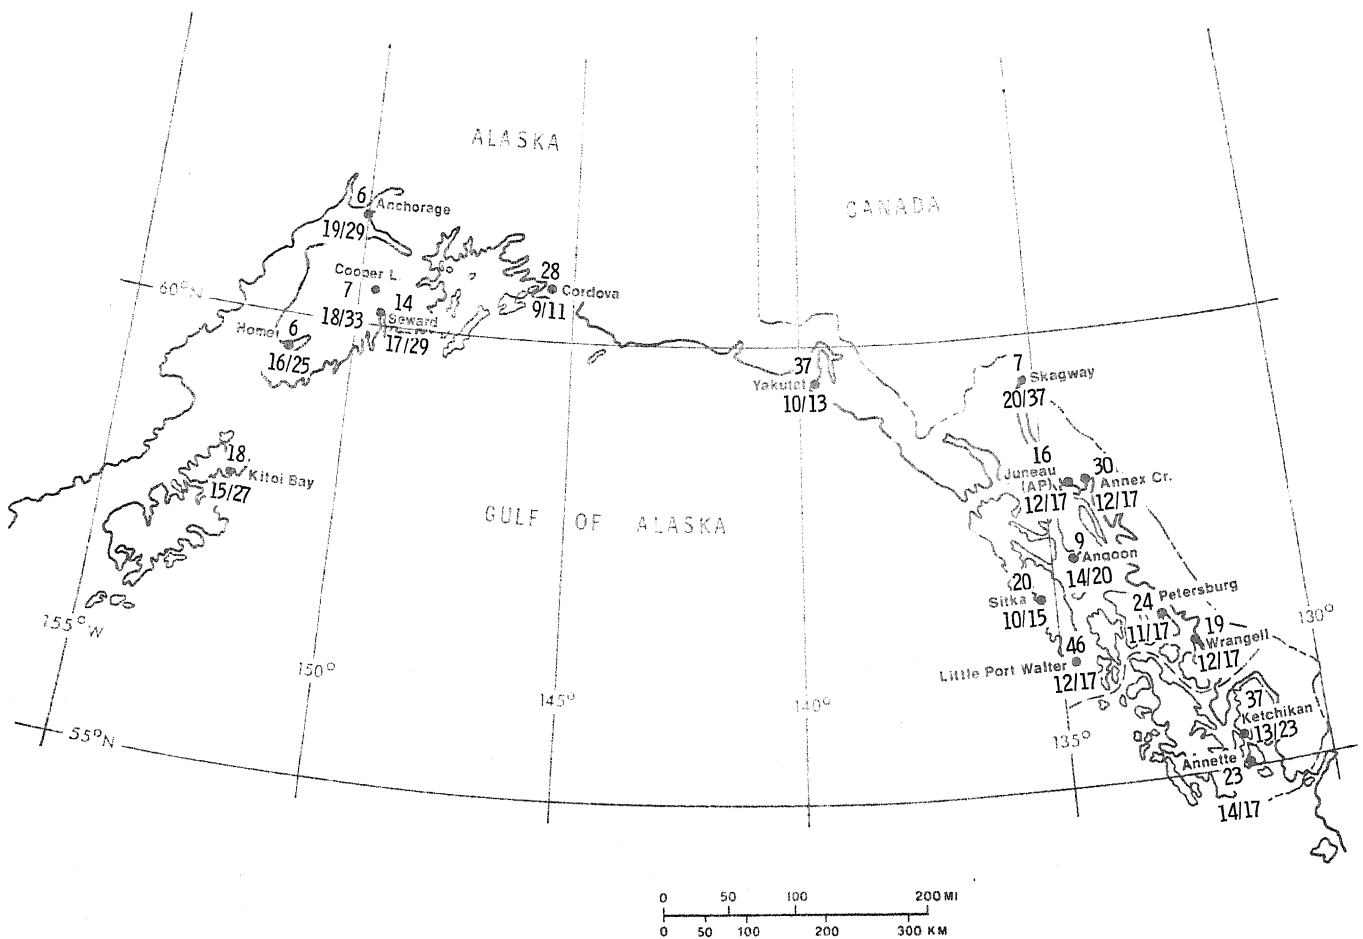 ALASKA
CANADA
6
Anchorage
19/29
Cooper L.
7
18/33
14
Seward
17/29
28
Cordova
9/11
60°N
Homer
6
16/25
37
Yakutat
10/13
7
Skagway
20/37
18
Kitoi Bay
15/27
16
Juneau
(AP)
12/17
30
Annex Cr.
12/17
GULF OF ALASKA
9
Angoon
14/20
20
Sitka
10/15
24
Petersburg
11/17
19
Wrangell
12/17
46
Little Port Walter
12/17
37
Ketchikan
13/23
Annette
23
14/17
155°W
150°
145°
140°
135°
130°
55°N
0 50 100 200 MI
0 50 100 200 300 KM